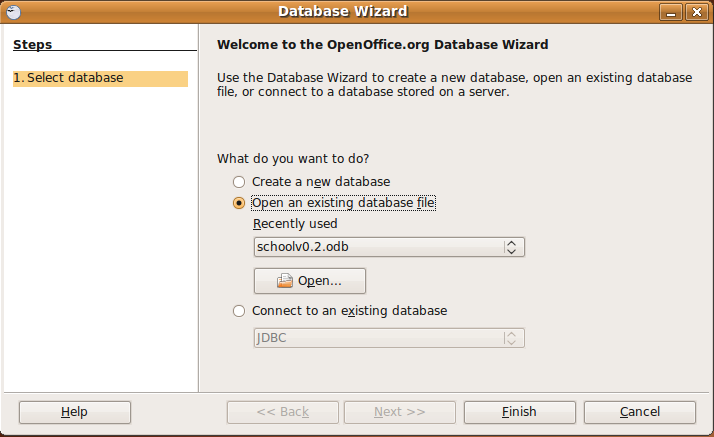 Database Wizard
Steps
1. Select database
Welcome to the OpenOffice.org Database Wizard
Use the Database Wizard to create a new database, open an existing database
file, or connect to a database stored on a server.
What do you want to do?
Create a new database
Open an existing database file
Recently used
schoolv0.2.odb
Open...
Connect to an existing database
JDBC
Help
<< Back
Next >>
Finish
Cancel